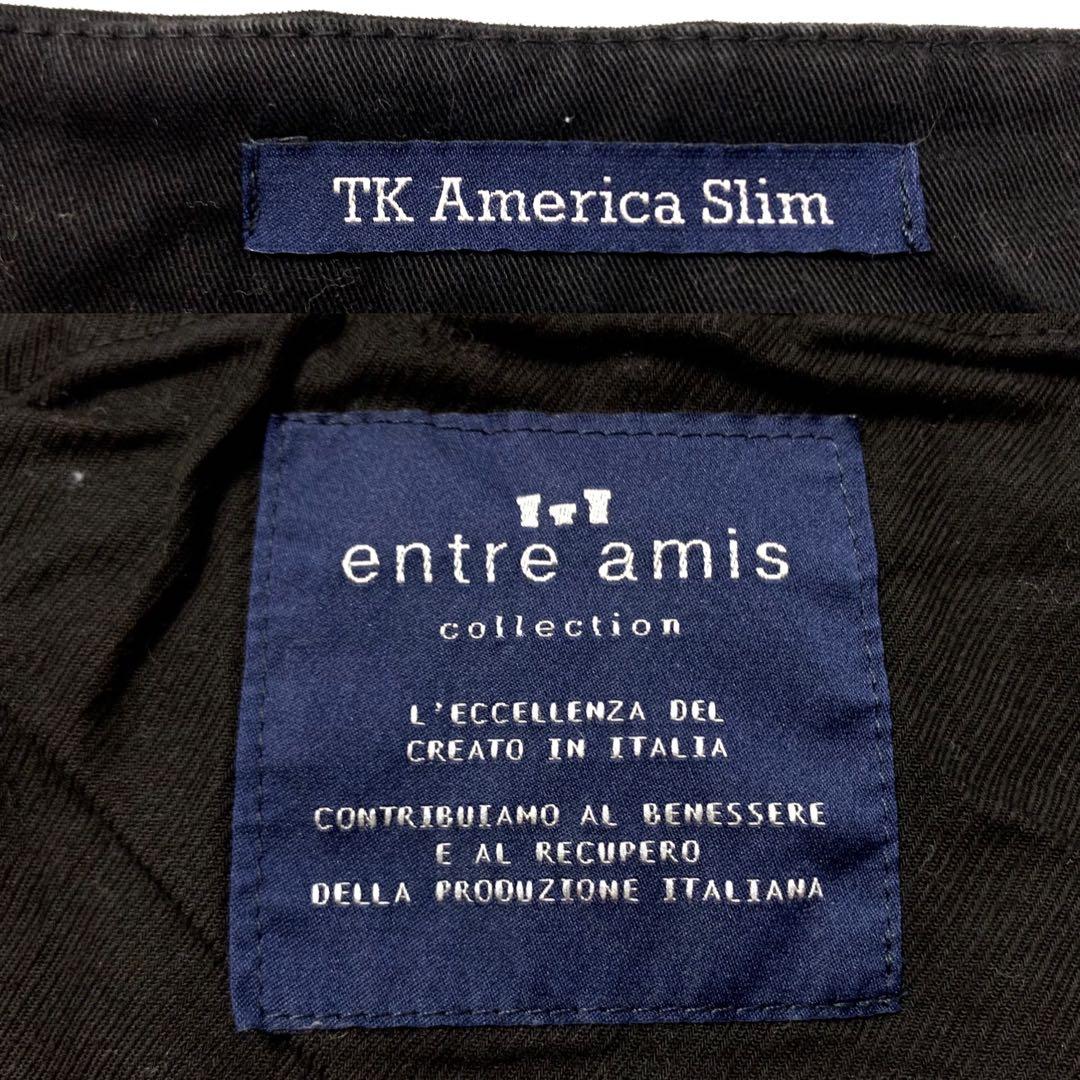 TK America Slim
entre amis
collection
L'ECCELLENZA DEL
CREATO IN ITALIA
CONTRIBUIAMO AL BENESSERE
E AL RECUPERO
DELLA PRODUZIONE ITALIANA